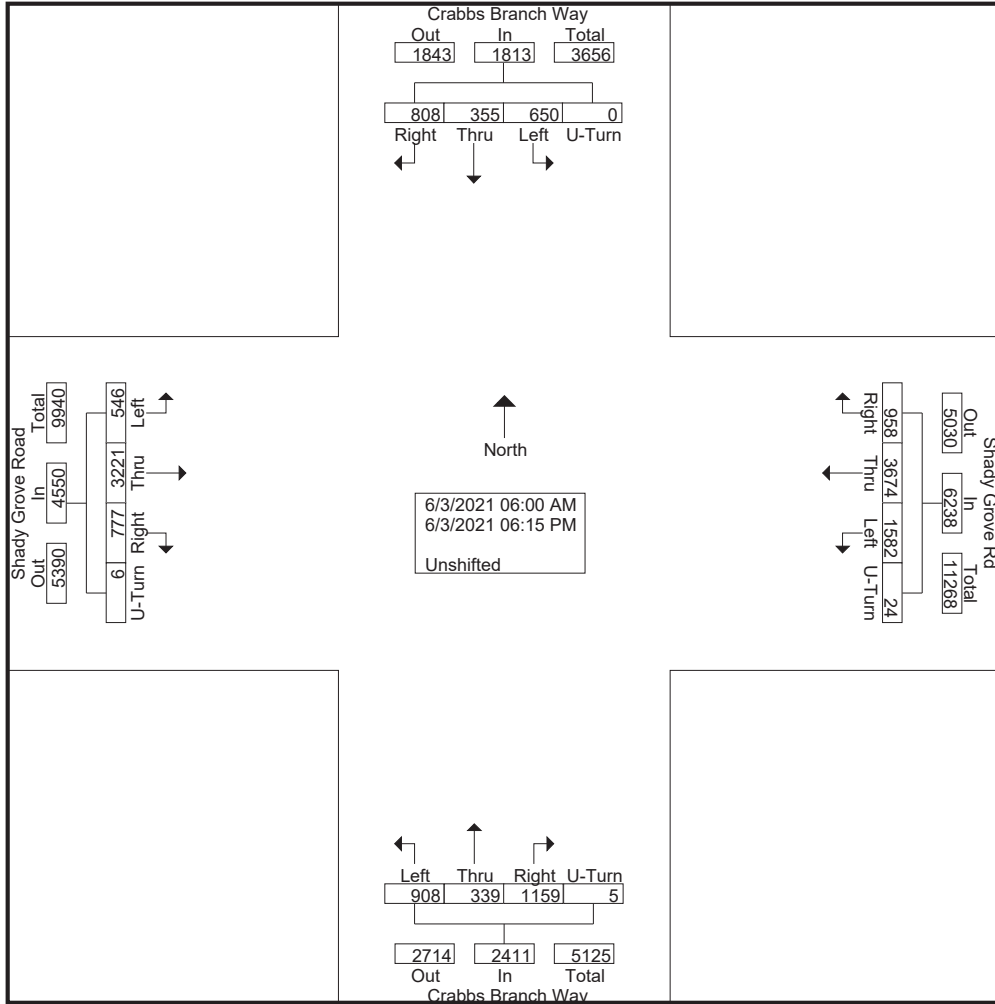 Crabbs Branch Way
Out In Total
1843 1813 3656
808 355 650 0
Right Thru Left U-Turn
Shady Grove Road
Total In Out
9940 4550 5390
546 3221 777 6
Left Thru Right U-Turn
North
6/3/2021 06:00 AM
6/3/2021 06:15 PM
Unshifted
Shady Grove Rd
Out In Total
5030 6238 11268
958 3674 1582 24
Right Thru Left U-Turn
Left Thru Right U-Turn
908 339 1159 5
2714 2411 5125
Out In Total
Crabbs Branch Way